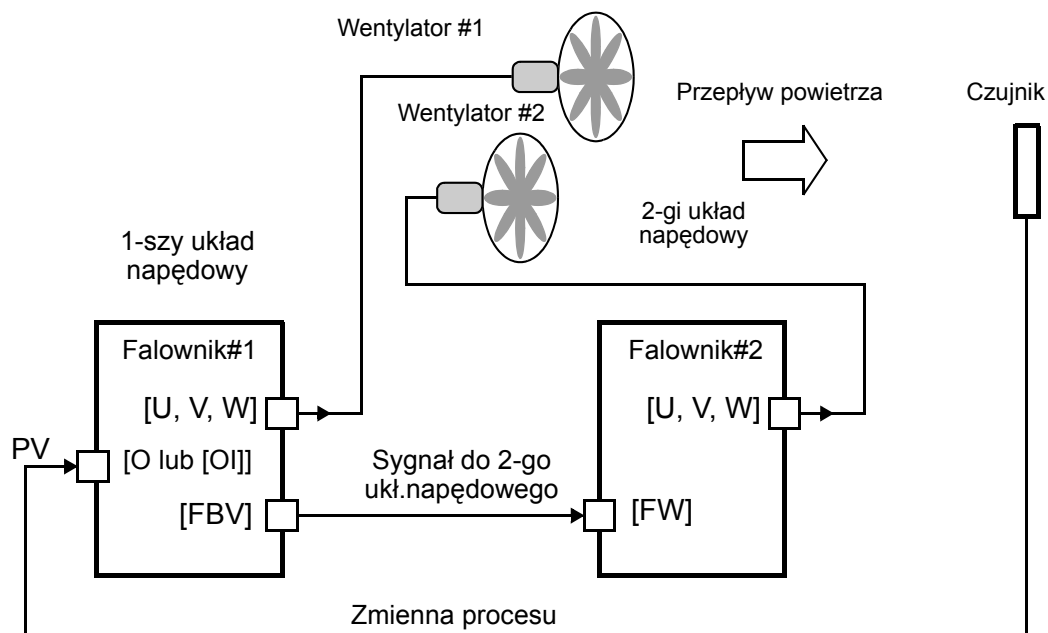 Wentylator #1
Wentylator #2
Przepływ powietrza
Czujnik
2-gi układ
napędowy
1-szy układ
napędowy
Falownik#1
[U, V, W]
PV
[O lub [OI]]
[FBV]
Sygnał do 2-go
ukł.napędowego
Falownik#2
[U, V, W]
[FW]
Zmienna procesu